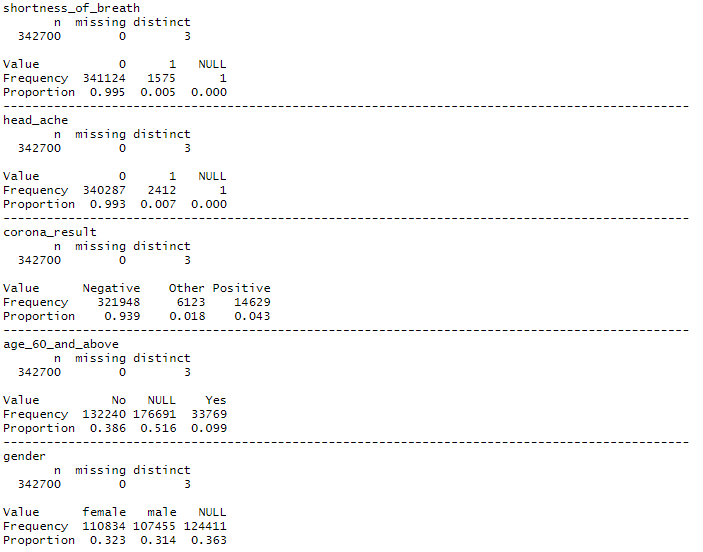 shortness_of_breath
       n  missing distinct
  342700        0        3

Value           0      1   NULL
Frequency  341124   1575      1
Proportion  0.995  0.005  0.000
--------------------------------------------------------------------------------
head_ache
       n  missing distinct
  342700        0        3

Value           0      1   NULL
Frequency  340287   2412      1
Proportion  0.993  0.007  0.000
--------------------------------------------------------------------------------
corona_result
       n  missing distinct
  342700        0        3

Value      Negative    Other Positive
Frequency    321948     6123    14629
Proportion    0.939    0.018    0.043
--------------------------------------------------------------------------------
age_60_and_above
       n  missing distinct
  342700        0        3

Value          No   NULL    Yes
Frequency  132240 176691  33769
Proportion  0.386  0.516  0.099
--------------------------------------------------------------------------------
gender
       n  missing distinct
  342700        0        3

Value      female   male   NULL
Frequency  110834 107455 124411
Proportion  0.323  0.314  0.363